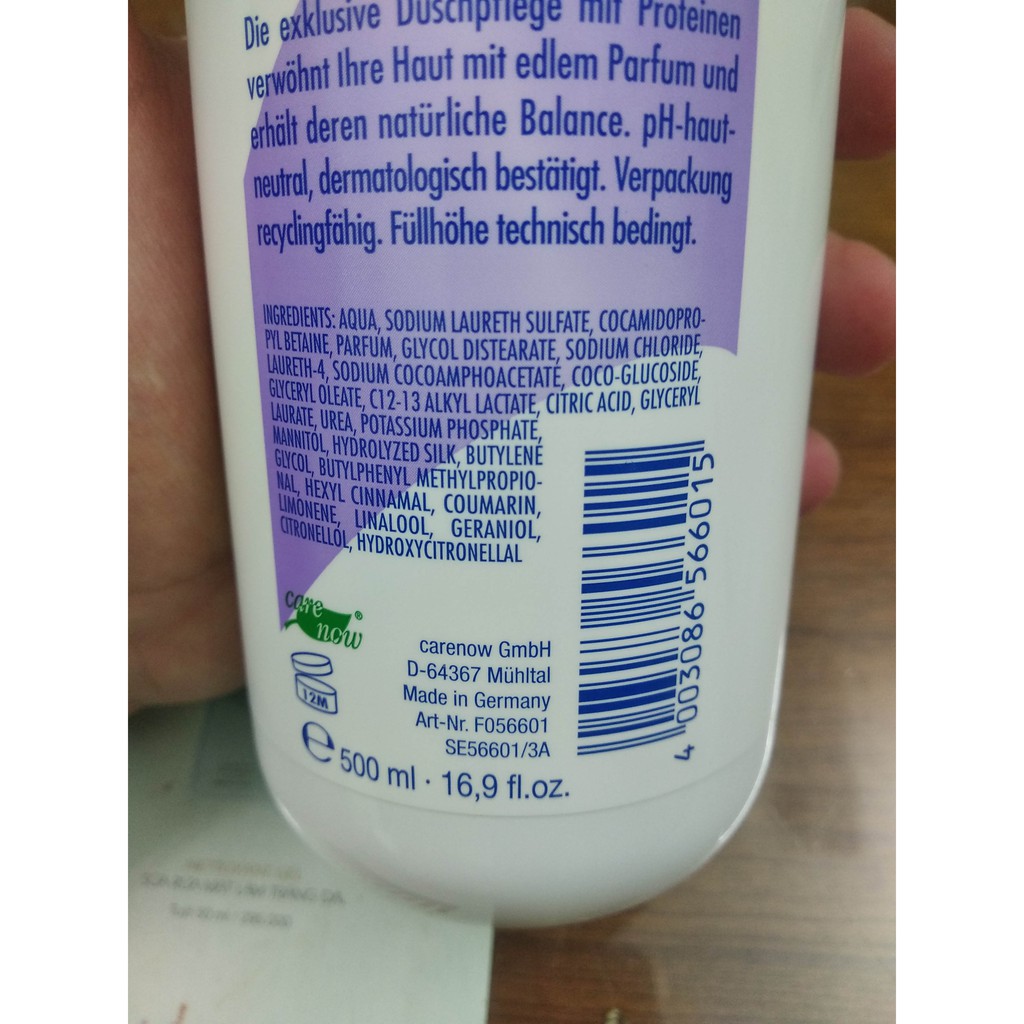 Die exklusive Duschpflege mit Proteinen
verwöhnt Ihre Haut mit edlem Parfum und
erhält deren natürliche Balance. pH-haut-
neutral, dermatologisch bestätigt. Verpackung
recyclingfähig. Füllhöhe technisch bedingt.
INGREDIENTS: AQUA, SODIUM LAURETH SULFATE, COCAMIDOPRO-
PYL BETAINE, PARFUM, GLYCOL DISTEARATE, SODIUM CHLORIDE,
LAURETH-4, SODIUM COCOAMPHOACETATE, COCO-GLUCOSIDE,
GLYCERYL OLEATE, C12-13 ALKYL LACTATE, CITRIC ACID, GLYCERYL
LAURATE, UREA, POTASSIUM PHOSPHATE,
MANNITOL, HYDROLYZED SILK, BUTYLENE
GLYCOL, BUTYLPHENYL METHYLPROPIO-
NAL, HEXYL CINNAMAL, COUMARIN,
LIMONENE, LINALOOL, GERANIOL,
CITRONELLOL, HYDROXYCITRONELLAL
care
now®
12M
carenow GmbH
D-64367 Mühltal
Made in Germany
Art-Nr. F056601
SE56601/3A
e 500 ml · 16,9 fl.oz.
4 003086 566015